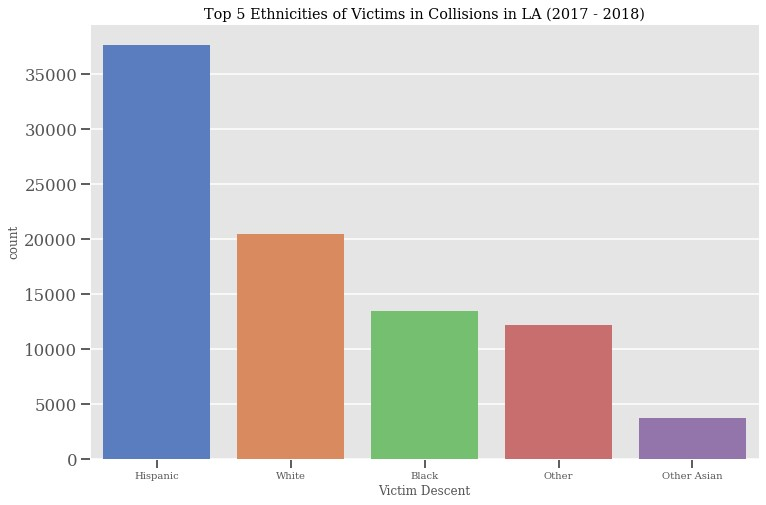 Top 5 Ethnicities of Victims in Collisions in LA (2017 - 2018)
35000
30000
25000
20000
15000
10000
5000
0
count
Hispanic White Black Other Other Asian
Victim Descent